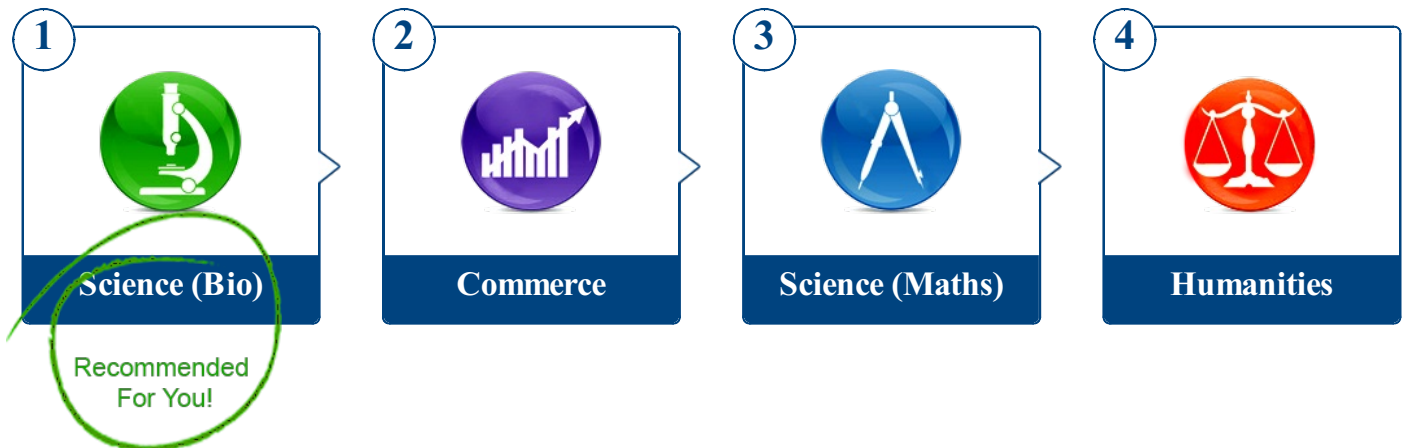 1
2
3
4
Science (Bio)
Commerce
Science (Maths)
Humanities
Recommended
For You!